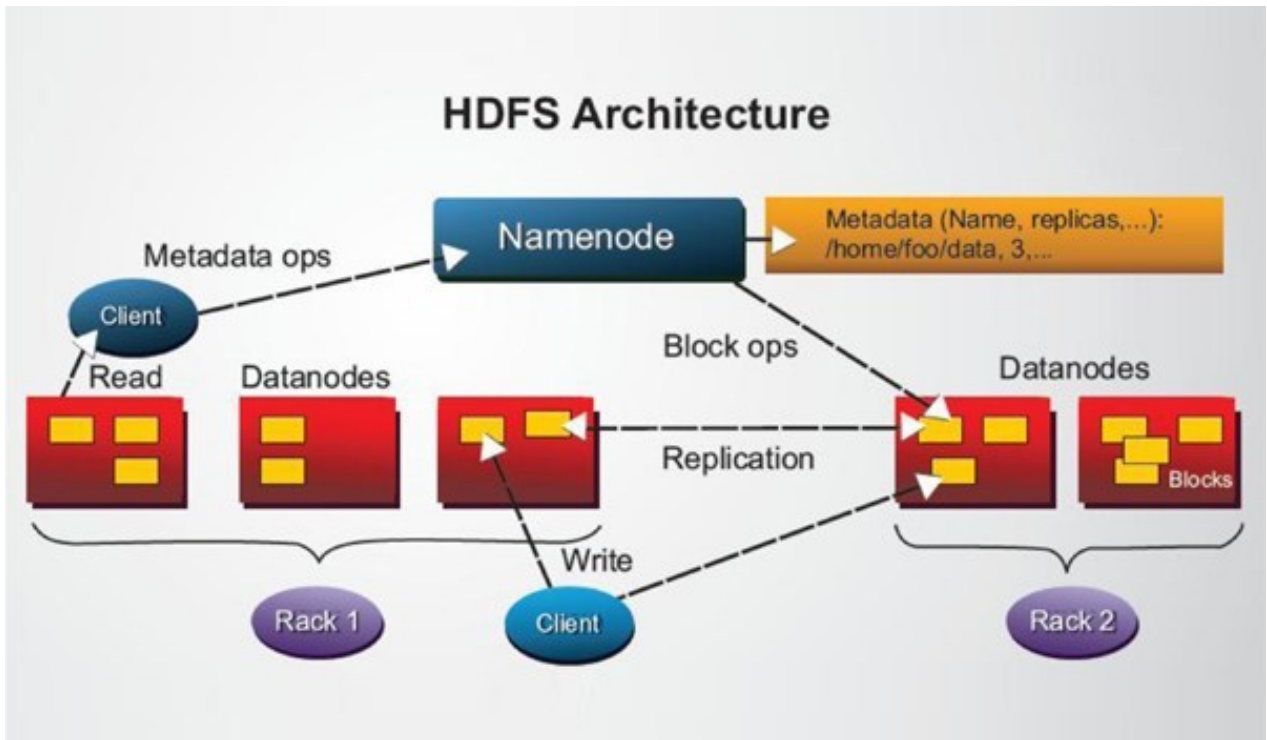 HDFS Architecture
Namenode
Metadata (Name, replicas,...):
/home/foo/data, 3,...
Metadata ops
Client
Block ops
Read
Datanodes
Datanodes
Replication
Blocks
Write
Rack 1
Client
Rack 2